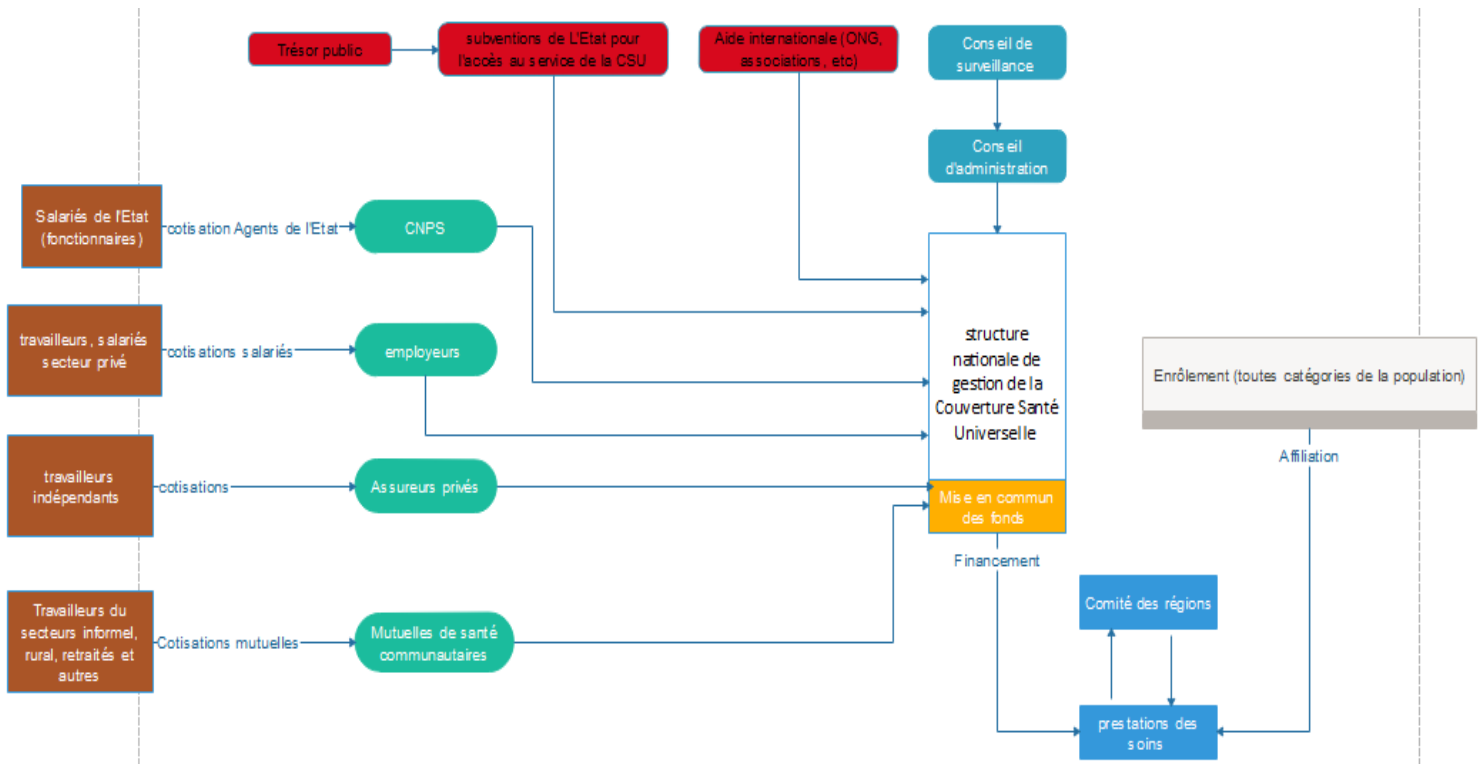 Trésor public
subventions de L'Etat pour
l'accès au service de la CSU
Aide internationale (ONG,
associations, etc)
Conseil de
surveillance
Conseil
d'administration
Salariés de l'Etat
(fonctionnaires)
cotisation Agents de l'Etat
CNPS
travailleurs, salariés
secteur privé
cotisations salariés
employeurs
structure
nationale de
gestion de la
Couverture Santé
Universelle
Enrôlement (toutes catégories de la population)
Affiliation
travailleurs
indépendants
cotisations
Assureurs privés
Mise en commun
des fonds
Financement
Travailleurs du
secteurs informel,
rural, retraités et
autres
Cotisations mutuelles
Mutuelles de santé
communautaires
Comité des régions
prestations des
soins